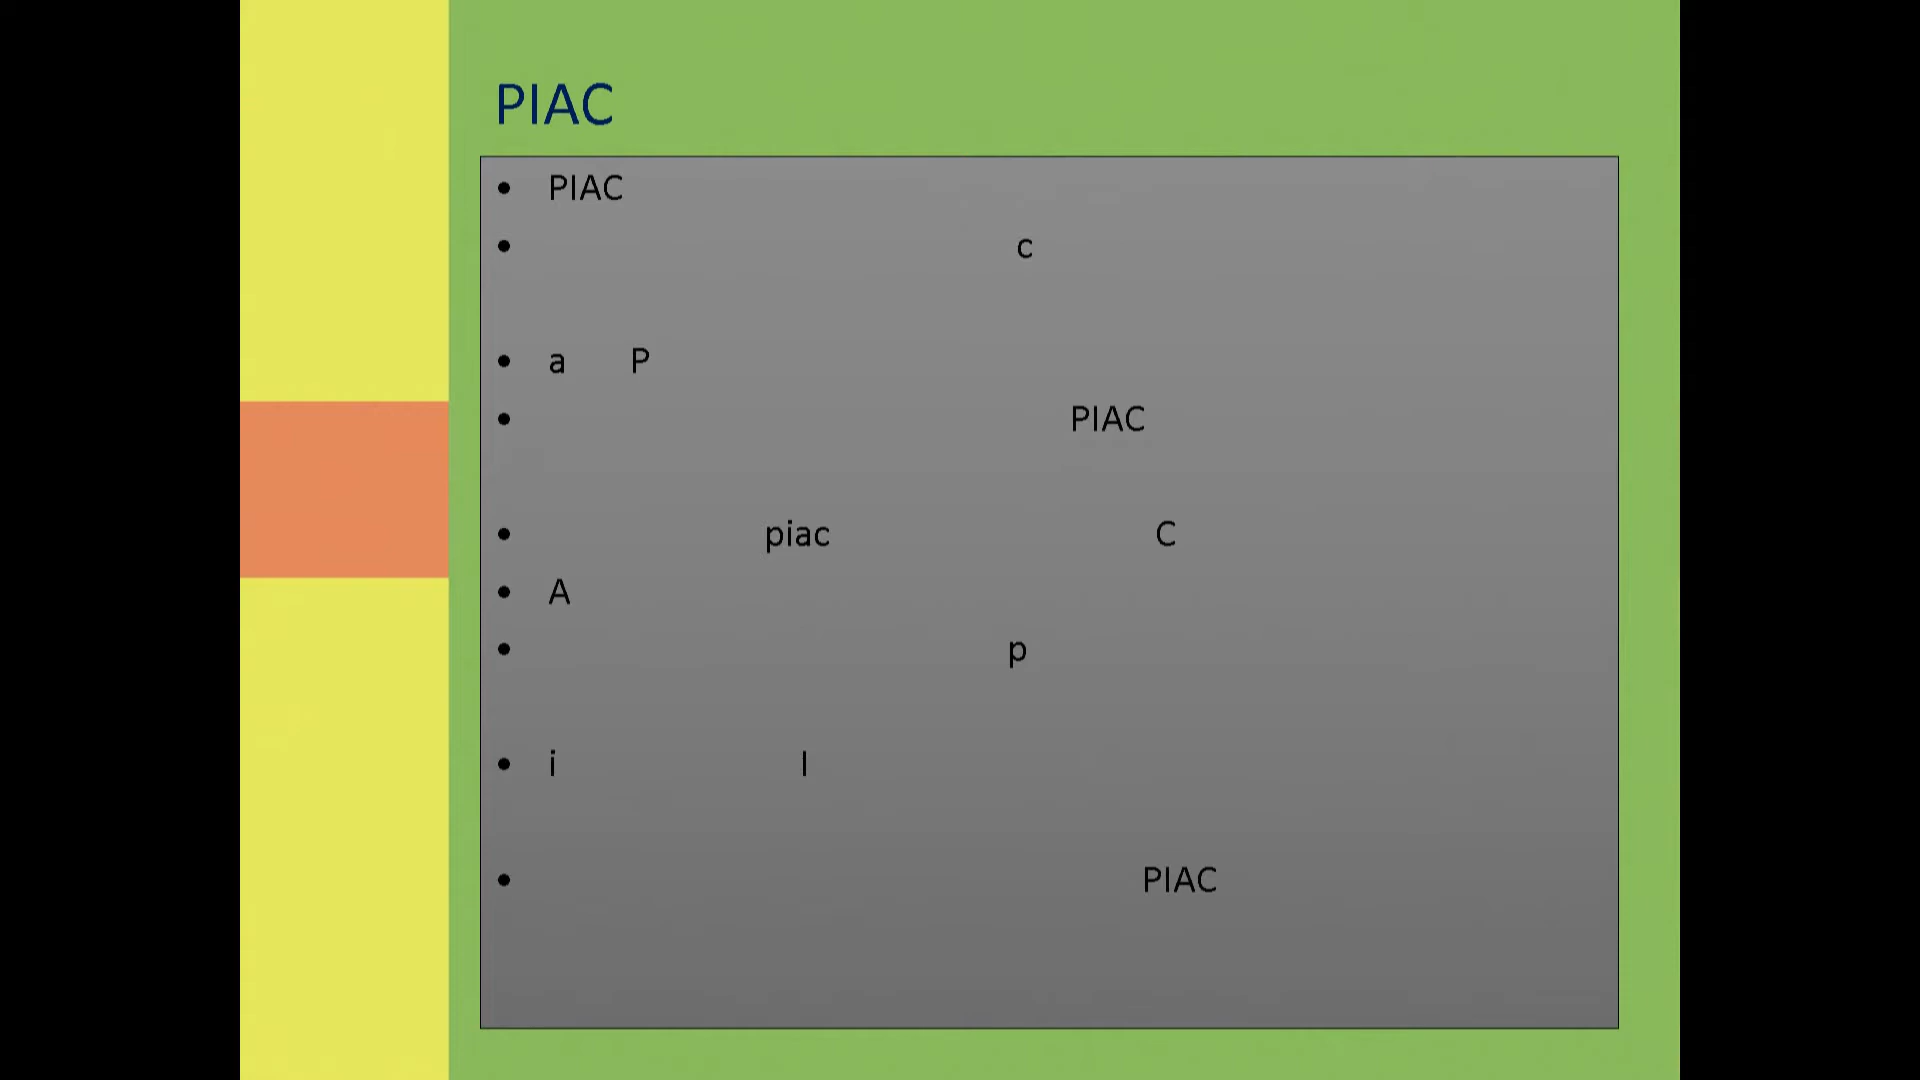 PIAC
• PIAC
• c
• a P
• PIAC
• piac C
• A
• p
• i I
• PIAC